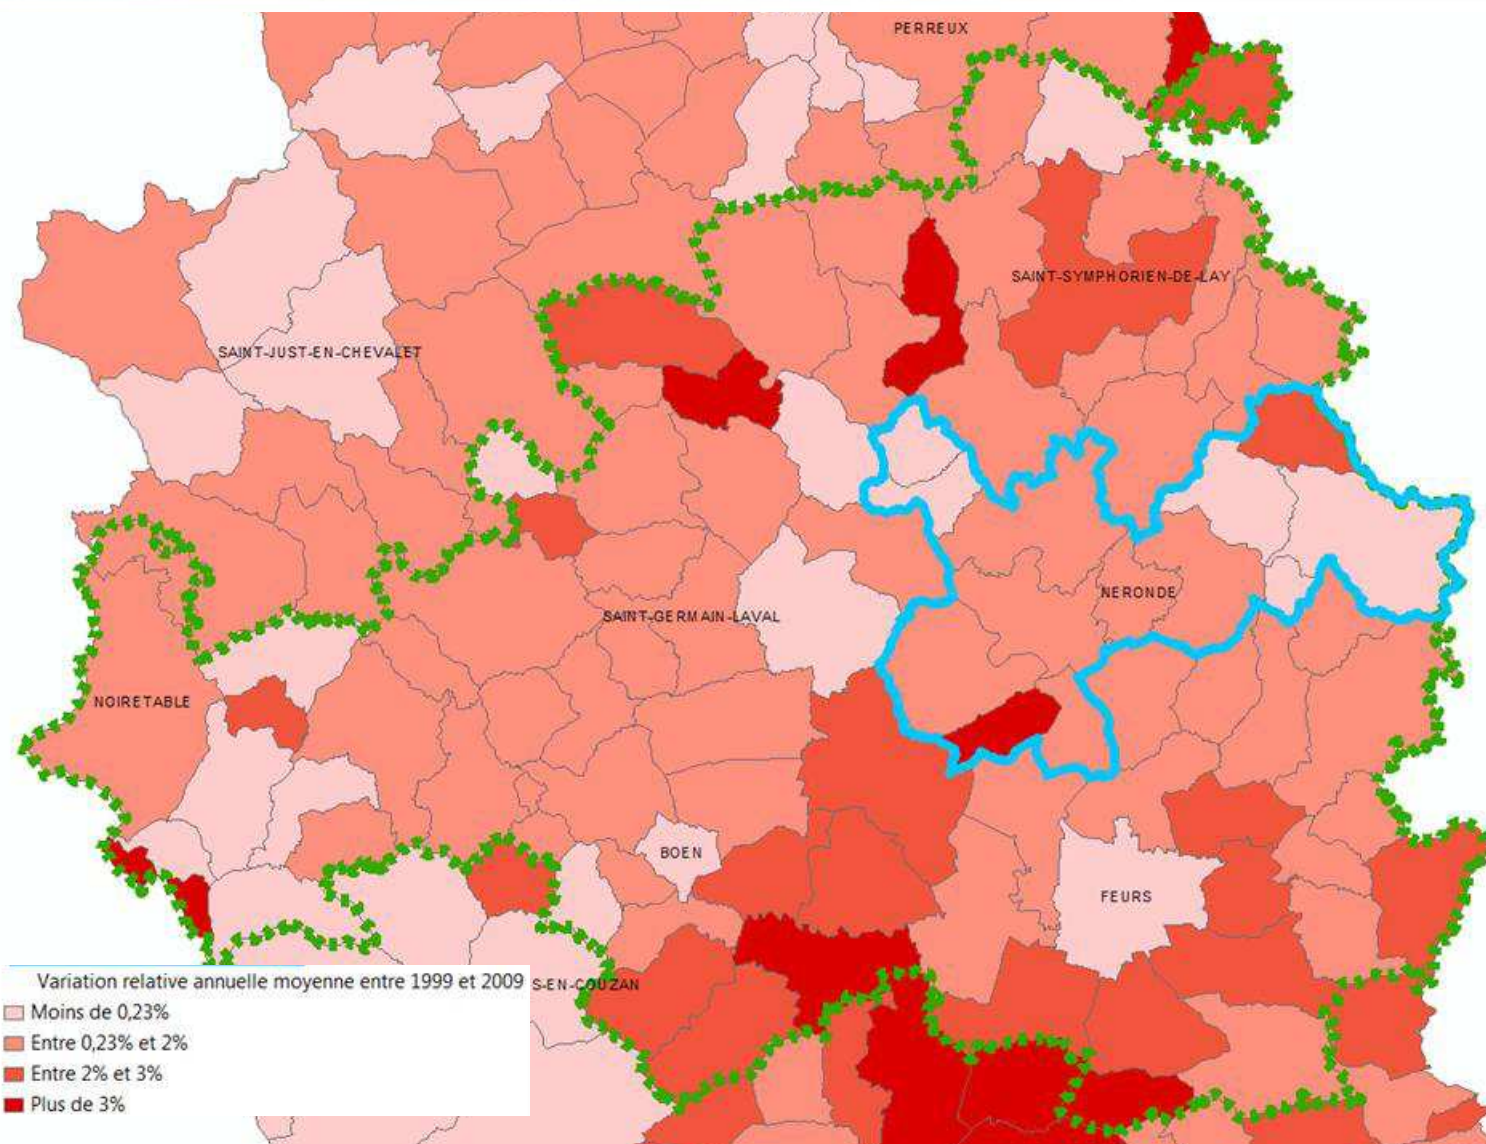 PERREUX
SAINT-SYMPHORIEN-DE-LAY
SAINT-JUST-EN-CHEVALET
NERONDE
SAINT-GERMAIN-LAVAL
NOIRETABLE
BOEN
FEURS
S-EN-COUZAN
Variation relative annuelle moyenne entre 1999 et 2009
Moins de 0,23%
Entre 0,23% et 2%
Entre 2% et 3%
Plus de 3%